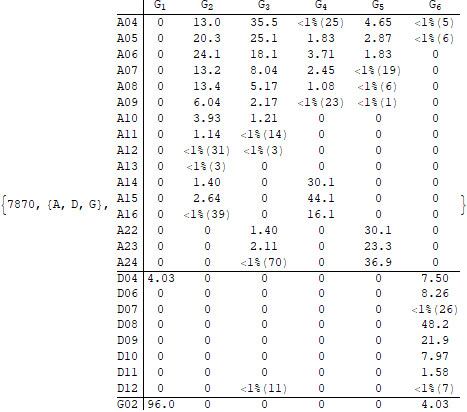 G1 G2 G3 G4 G5 G6
A04 0 13.0 35.5 <1%(25) 4.65 <1%(5)
A05 0 20.3 25.1 1.83 2.87 <1%(6)
A06 0 24.1 18.1 3.71 1.83 0
A07 0 13.2 8.04 2.45 <1%(19) 0
A08 0 13.4 5.17 1.08 <1%(6) 0
A09 0 6.04 2.17 <1%(23) <1%(1) 0
A10 0 3.93 1.21 0 0 0
A11 0 1.14 <1%(14) 0 0 0
A12 0 <1%(31) <1%(3) 0 0 0
A13 0 <1%(3) 0 0 0 0
A14 0 1.40 0 30.1 0 0
{7870, {A, D, G}, A15 0 2.64 0 44.1 0 0 }
A16 0 <1%(39) 0 16.1 0 0
A22 0 0 1.40 0 30.1 0
A23 0 0 2.11 0 23.3 0
A24 0 0 <1%(70) 0 36.9 0
D04 4.03 0 0 0 0 7.50
D06 0 0 0 0 0 8.26
D07 0 0 0 0 0 <1%(26)
D08 0 0 0 0 0 48.2
D09 0 0 0 0 0 21.9
D10 0 0 0 0 0 7.97
D11 0 0 0 0 0 1.58
D12 0 0 <1%(11) 0 0 <1%(7)
G02 96.0 0 0 0 0 4.03